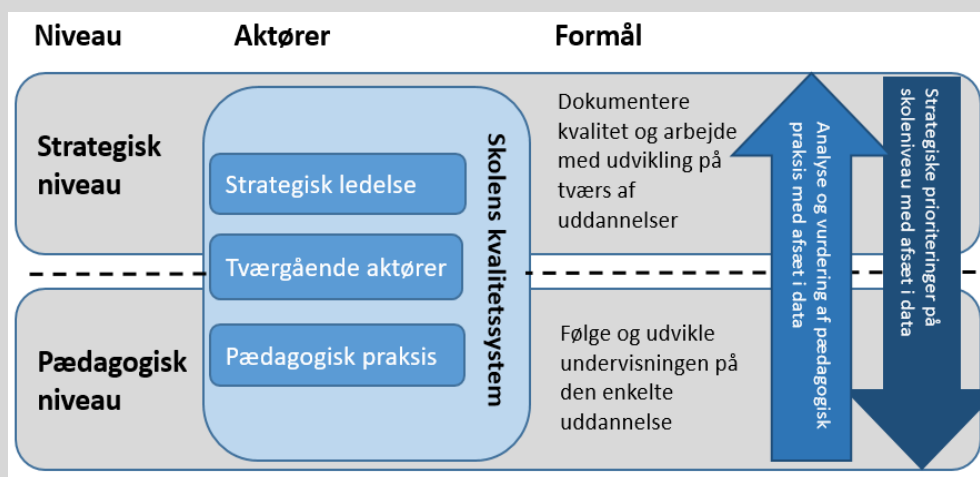 Niveau
Aktører
Formål
Strategisk
niveau
Strategisk ledelse
Tværgående aktører
Pædagogisk praksis
Skolens kvalitetssystem
Dokumentere
kvalitet og arbejde
med udvikling på
tværs af
uddannelser
Pædagogisk
niveau
Følge og udvikle
undervisningen på
den enkelte
uddannelse
Analyse og vurdering af pædagogisk
praksis med afsæt i data
Strategiske prioriteringer på
skoleniveau med afsæt i data